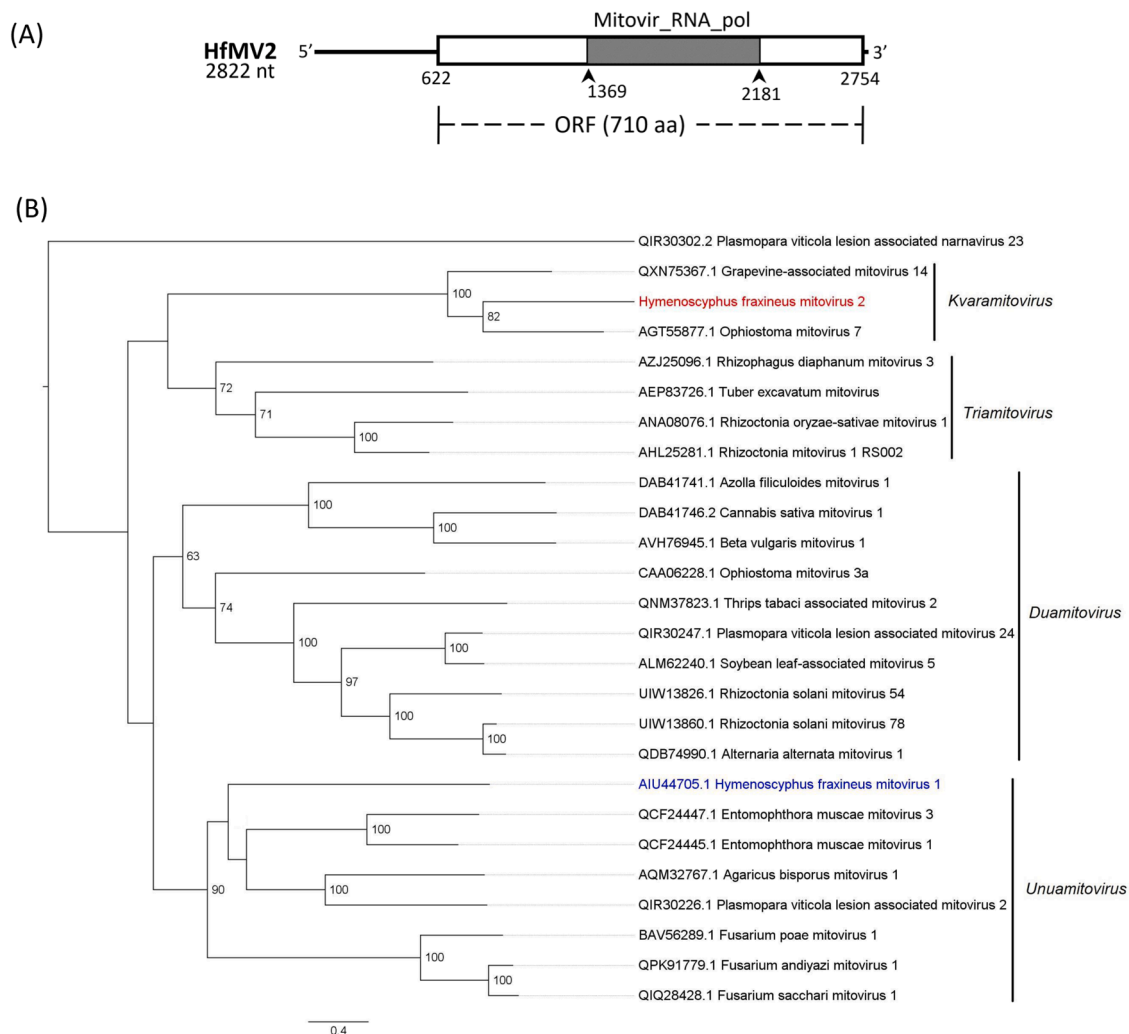 (A)
Mitovir_RNA_pol
HfMV2
2822 nt
5′
3′
622
1369
2181
2754
ORF (710 aa)
(B)
QIR30302.2 Plasmopara viticola lesion associated narnavirus 23
QXN75367.1 Grapevine-associated mitovirus 14
100
Hymenoscyphus fraxineus mitovirus 2
Kvaramitovirus
82
AGT55877.1 Ophiostoma mitovirus 7
AZJ25096.1 Rhizophagus diaphanum mitovirus 3
72
AEP83726.1 Tuber excavatum mitovirus
71
Triamitovirus
ANA08076.1 Rhizoctonia oryzae-sativae mitovirus 1
100
AHL25281.1 Rhizoctonia mitovirus 1 RS002
DAB41741.1 Azolla filiculoides mitovirus 1
100
DAB41746.2 Cannabis sativa mitovirus 1
100
AVH76945.1 Beta vulgaris mitovirus 1
63
CAA06228.1 Ophiostoma mitovirus 3a
74
QNM37823.1 Thrips tabaci associated mitovirus 2
Duamitovirus
QIR30247.1 Plasmopara viticola lesion associated mitovirus 24
100
100
ALM62240.1 Soybean leaf-associated mitovirus 5
97
UIW13826.1 Rhizoctonia solani mitovirus 54
100
UIW13860.1 Rhizoctonia solani mitovirus 78
100
QDB74990.1 Alternaria alternata mitovirus 1
AIU44705.1 Hymenoscyphus fraxineus mitovirus 1
QCF24447.1 Entomophthora muscae mitovirus 3
100
QCF24445.1 Entomophthora muscae mitovirus 1
AQM32767.1 Agaricus bisporus mitovirus 1
90
100
Unuamitovirus
QIR30226.1 Plasmopara viticola lesion associated mitovirus 2
BAV56289.1 Fusarium poae mitovirus 1
100
QPK91779.1 Fusarium andiyazi mitovirus 1
100
QIQ28428.1 Fusarium sacchari mitovirus 1
0.4